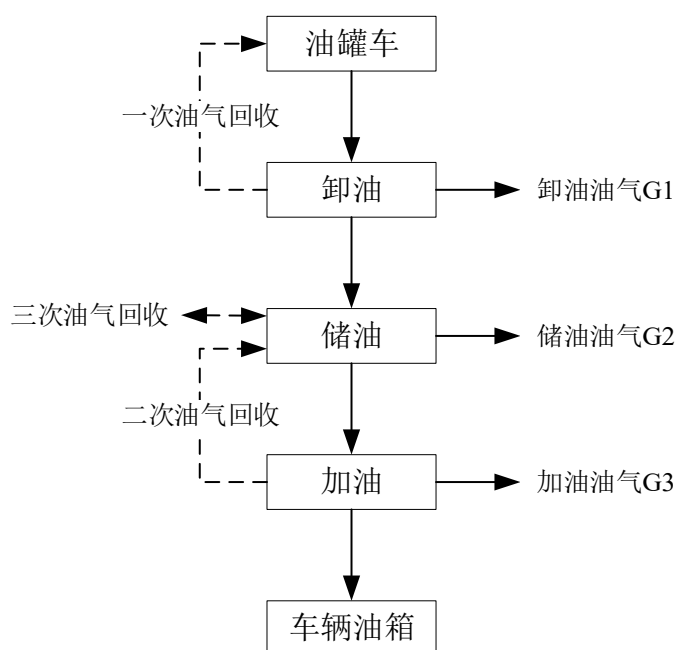 油罐车
一次油气回收
卸油
卸油油气G1
三次油气回收
储油
储油油气G2
二次油气回收
加油
加油油气G3
车辆油箱